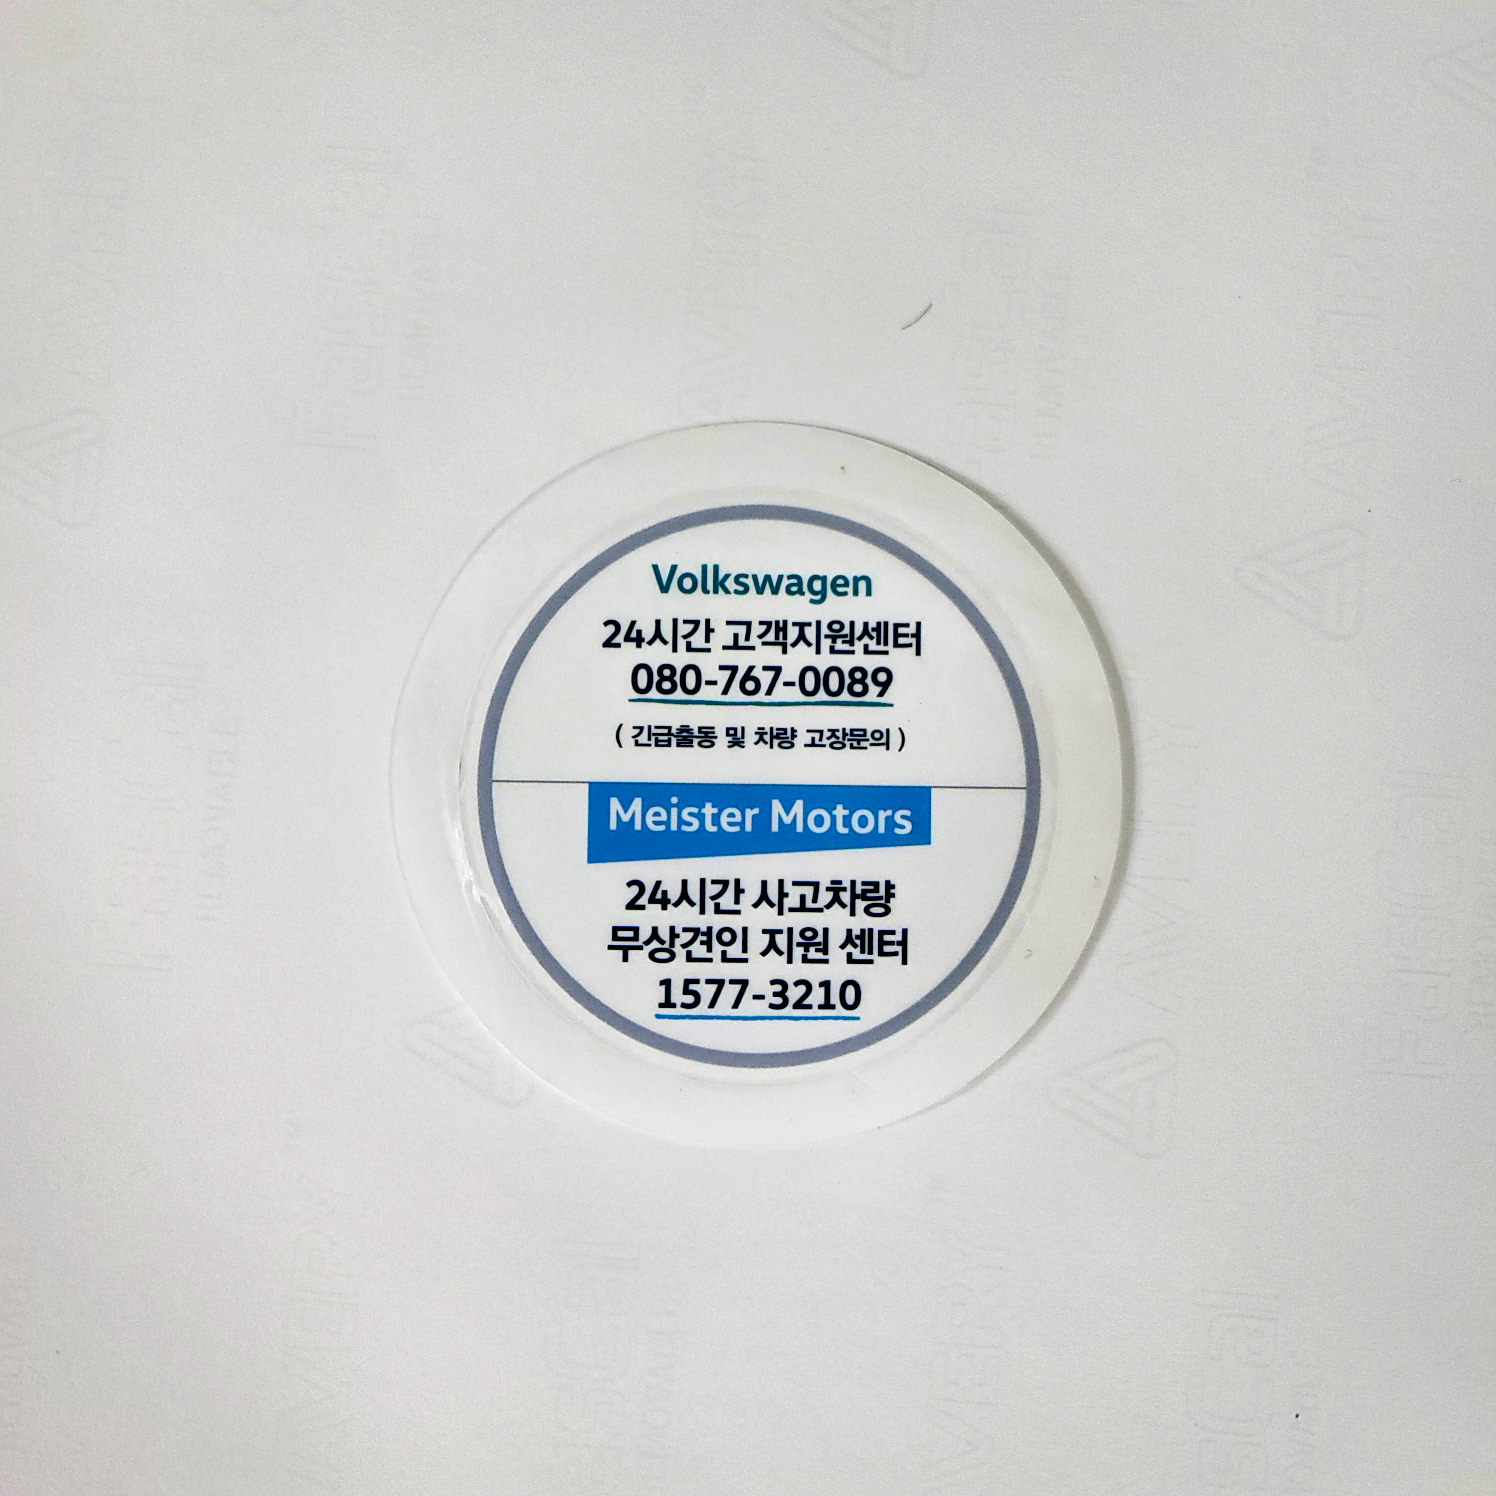 Volkswagen
24시간 고객지원센터
080-767-0089
( 긴급출동 및 차량 고장문의 )
Meister Motors
24시간 사고차량
무상견인 지원 센터
1577-3210